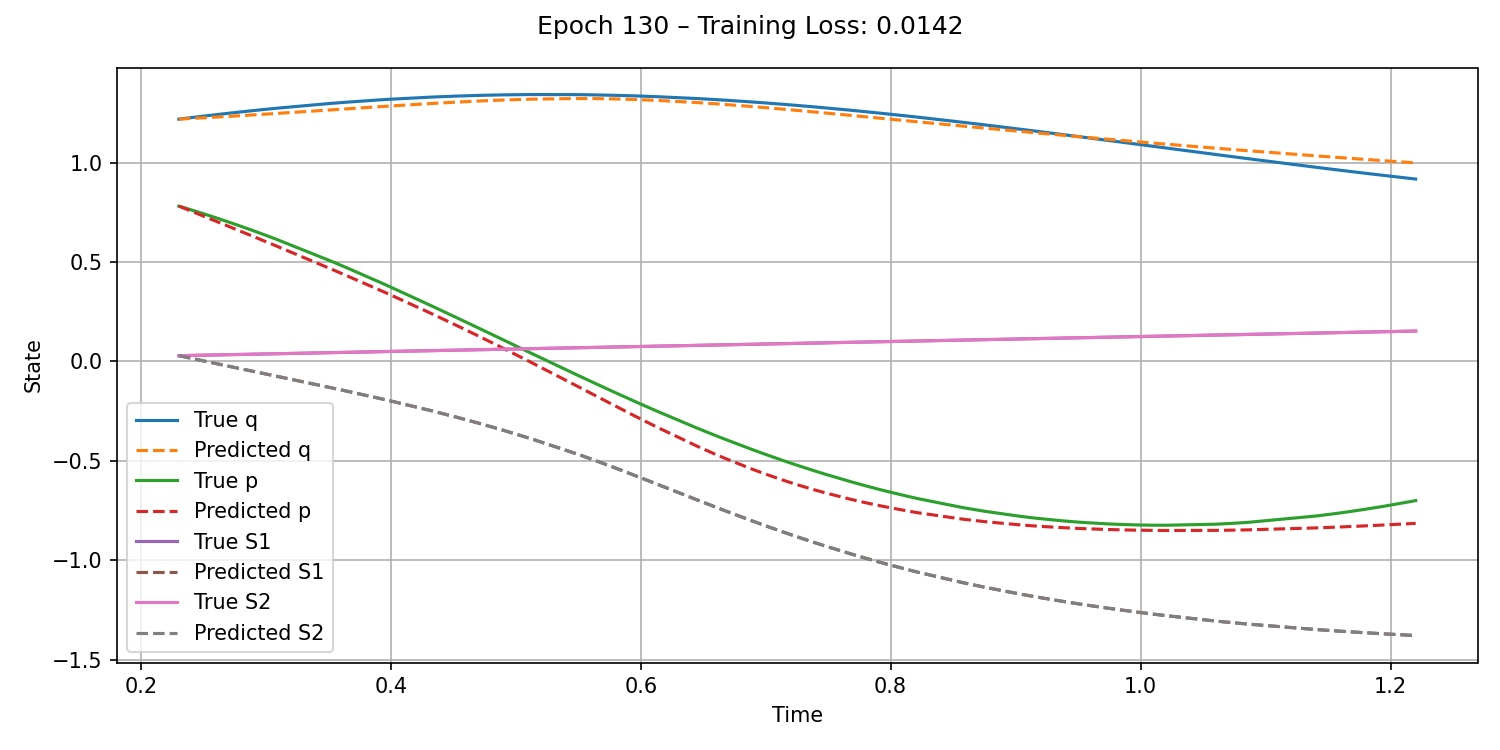 Epoch 130 – Training Loss: 0.0142
1.0
0.5
0.0
−0.5
−1.0
−1.5
State
True q
Predicted q
True p
Predicted p
True S1
Predicted S1
True S2
Predicted S2
0.2 0.4 0.6 0.8 1.0 1.2
Time